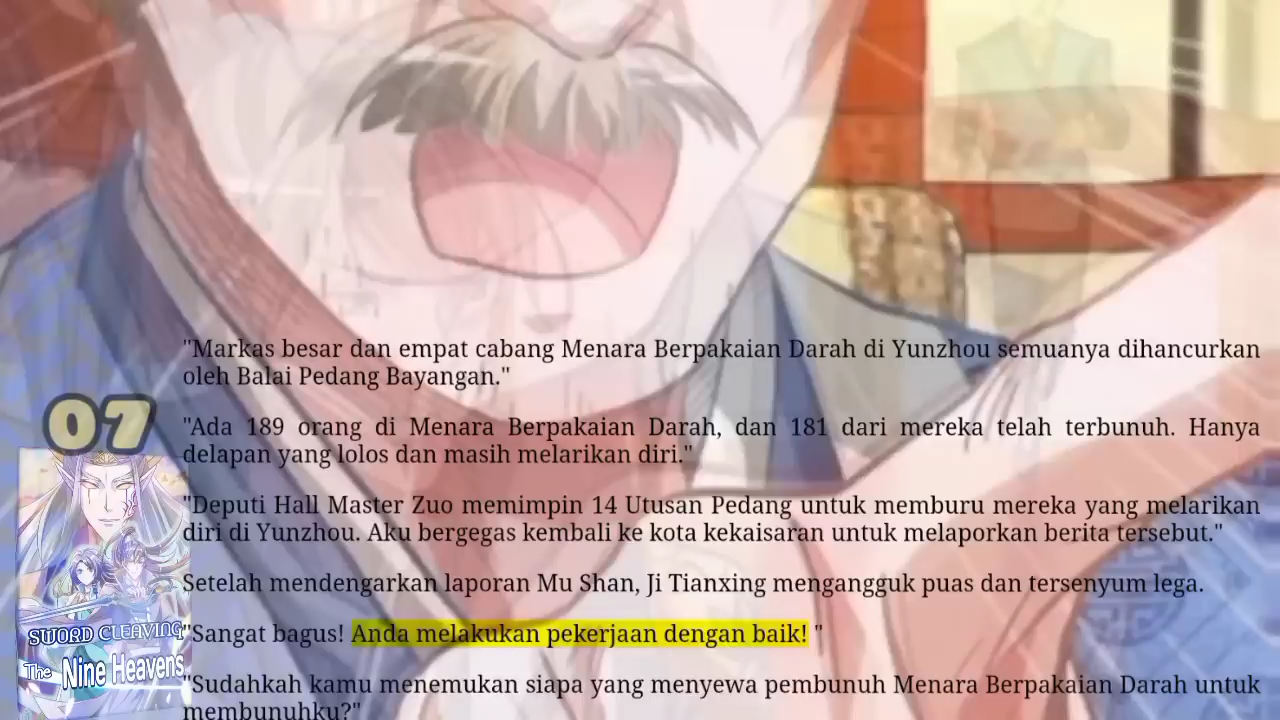 "Markas besar dan empat cabang Menara Berpakaian Darah di Yunzhou semuanya dihancurkan
oleh Balai Pedang Bayangan."
"Ada 189 orang di Menara Berpakaian Darah, dan 181 dari mereka telah terbunuh. Hanya
delapan yang lolos dan masih melarikan diri."
"Deputi Hall Master Zuo memimpin 14 Utusan Pedang untuk memburu mereka yang melarikan
diri di Yunzhou. Aku bergegas kembali ke kota kekaisaran untuk melaporkan berita tersebut."
Setelah mendengarkan laporan Mu Shan, Ji Tianxing mengangguk puas dan tersenyum lega.
"Sangat bagus! Anda melakukan pekerjaan dengan baik! "
"Sudahkah kamu menemukan siapa yang menyewa pembunuh Menara Berpakaian Darah untuk
membunuhku?"
07
SWORD CLEAVING
The Nine Heavens